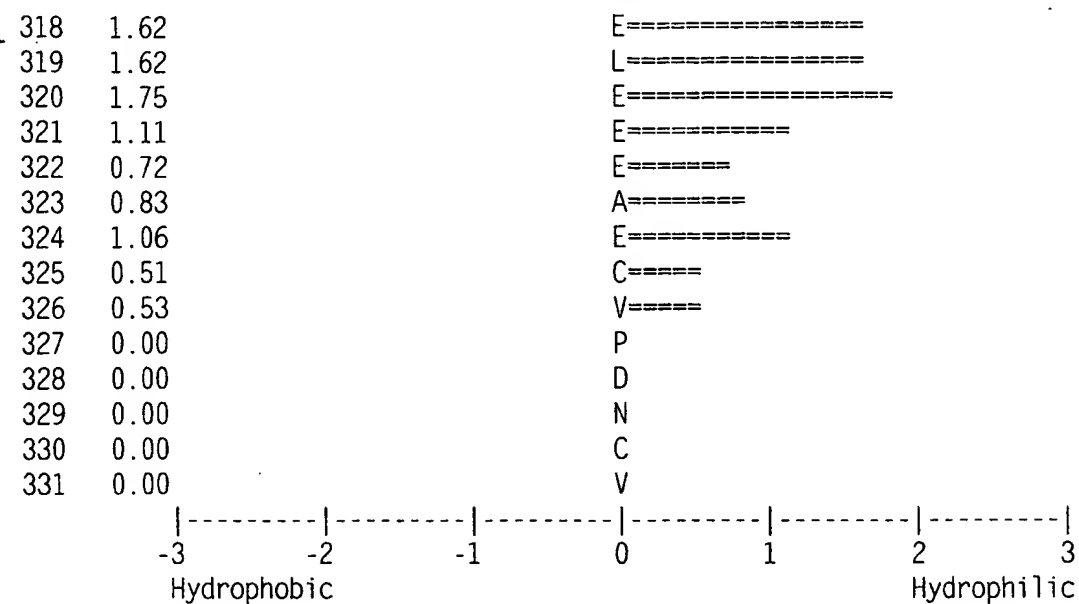 318 1.62 E================
319 1.62 L================
320 1.75 E==================
321 1.11 E===========
322 0.72 E=======
323 0.83 A========
324 1.06 E===========
325 0.51 C=====
326 0.53 V=====
327 0.00 P
328 0.00 D
329 0.00 N
330 0.00 C
331 0.00 V
|---------|---------|---------|---------|---------|---------|
-3 -2 -1 0 1 2 3
Hydrophobic Hydrophilic